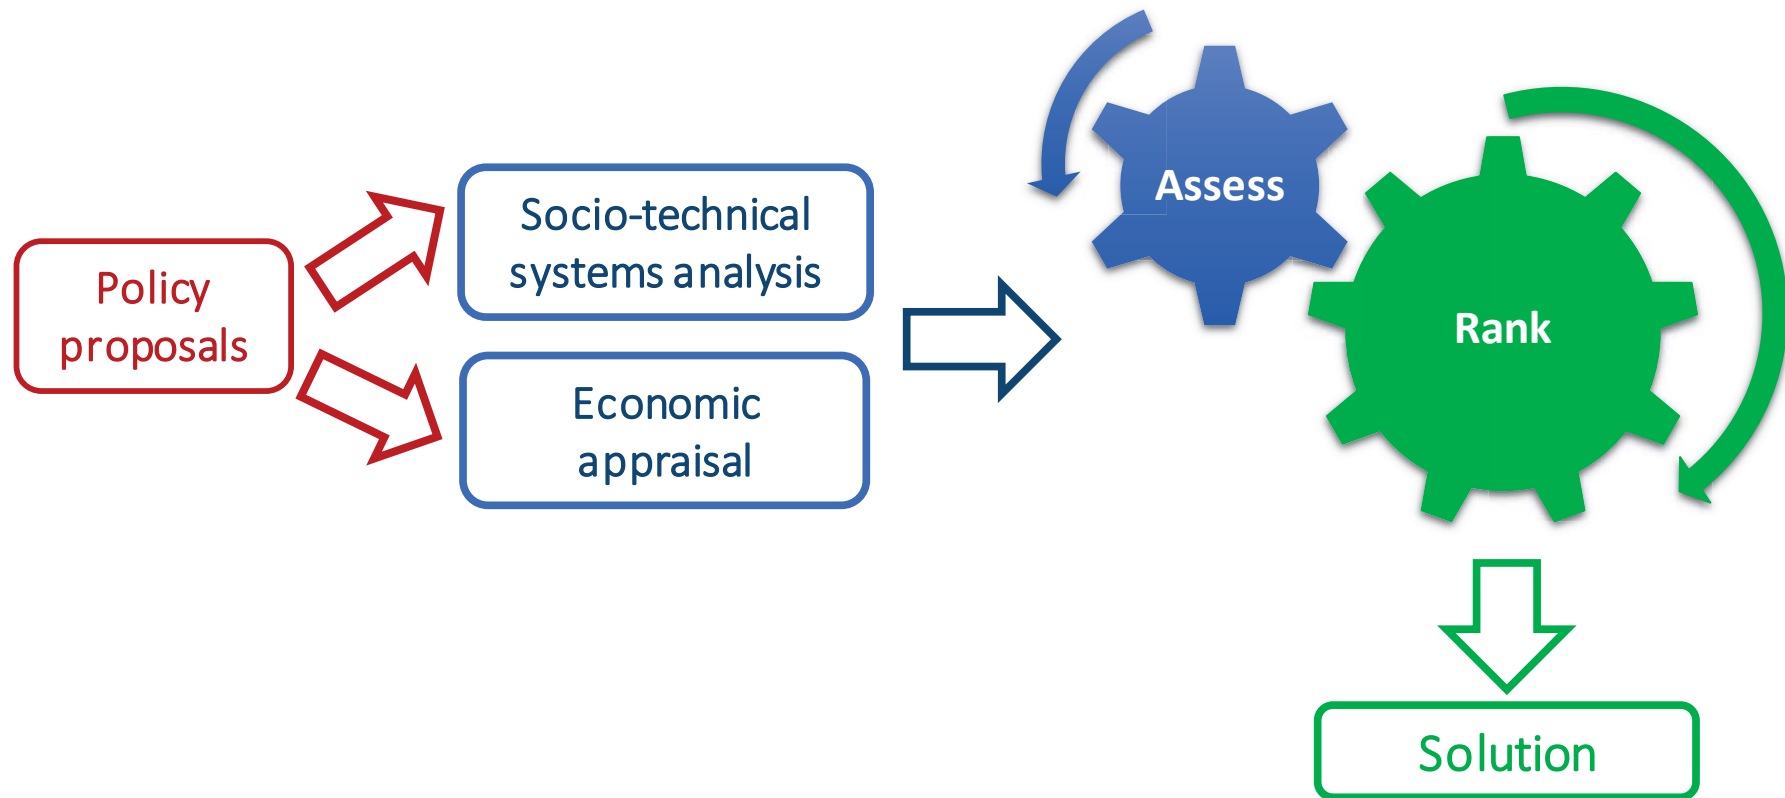 Policy
proposals
Socio-technical
systems analysis
Economic
appraisal
Assess
Rank
Solution